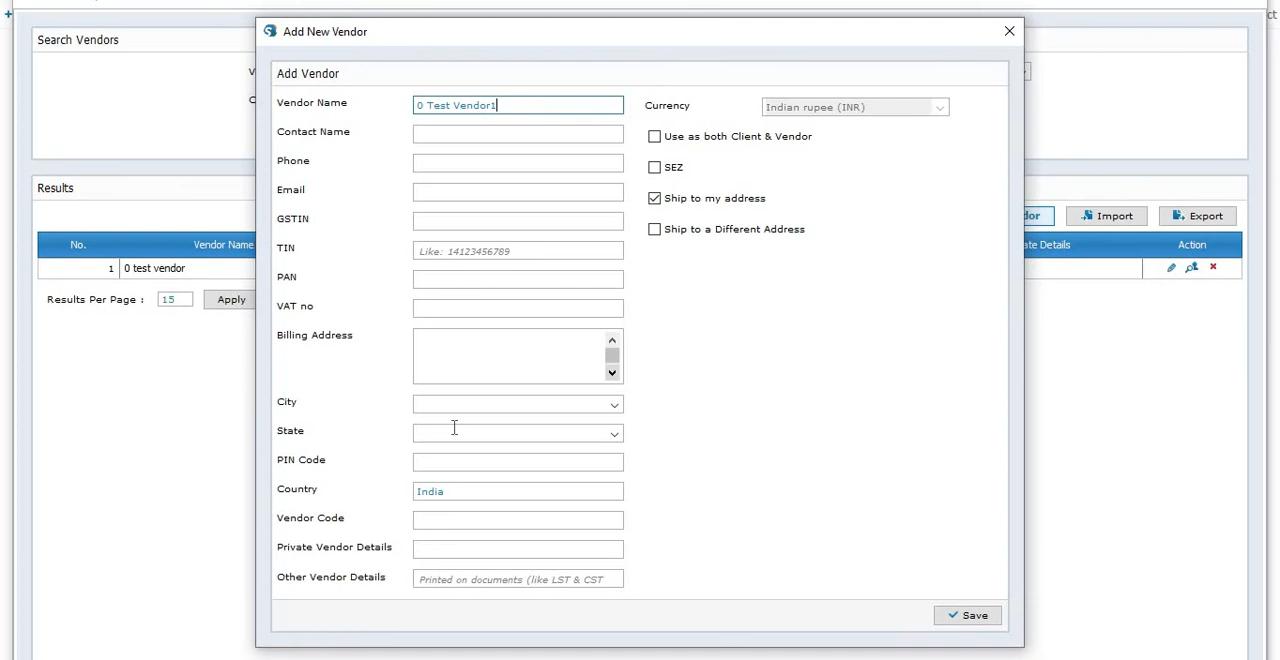 +
ct
Search Vendors
V
C
Results
dor
Import
Export
No.
Vendor Name
ate Details
Action
1
0 test vendor
Results Per Page :
15
Apply
Add New Vendor
Add Vendor
Vendor Name
0 Test Vendor1
Contact Name
Phone
Email
GSTIN
TIN
Like: 14123456789
PAN
VAT no
Billing Address
City
State
PIN Code
Country
India
Vendor Code
Private Vendor Details
Other Vendor Details
Printed on documents (like LST & CST
Currency
Indian rupee (INR)
Use as both Client & Vendor
SEZ
Ship to my address
Ship to a Different Address
Save